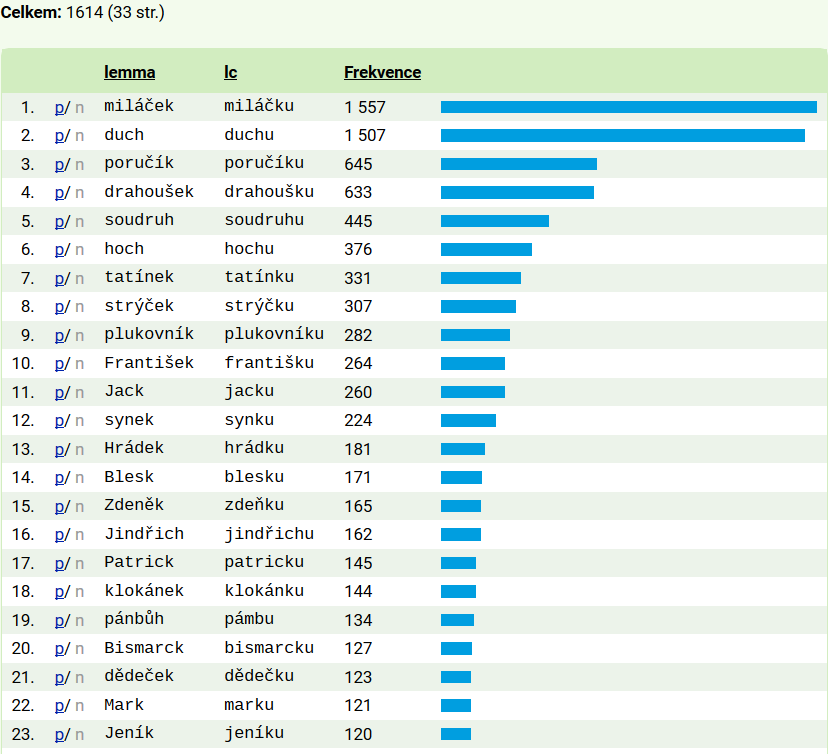 Celkem: 1614 (33 str.)
lemma lc Frekvence
1. p/ n miláček miláčku 1 557
2. p/ n duch duchu 1 507
3. p/ n poručík poručíku 645
4. p/ n drahoušek drahoušku 633
5. p/ n soudruh soudruhu 445
6. p/ n hoch hochu 376
7. p/ n tatínek tatínku 331
8. p/ n strýček strýčku 307
9. p/ n plukovník plukovníku 282
10. p/ n František františku 264
11. p/ n Jack jacku 260
12. p/ n synek synku 224
13. p/ n Hrádek hrádku 181
14. p/ n Blesk blesku 171
15. p/ n Zdeněk zdeňku 165
16. p/ n Jindřich jindřichu 162
17. p/ n Patrick patricku 145
18. p/ n klokánek klokánku 144
19. p/ n pánbůh pámbu 134
20. p/ n Bismarck bismarcku 127
21. p/ n dědeček dědečku 123
22. p/ n Mark marku 121
23. p/ n Jeník jeníku 120